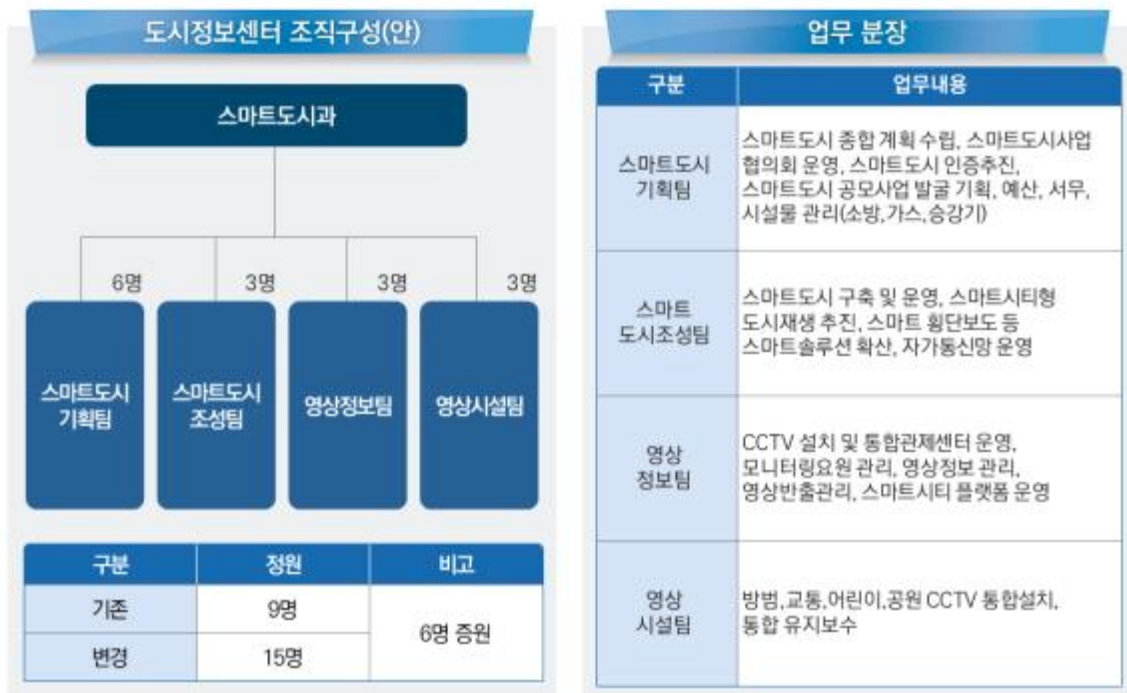 도시정보센터 조직구성(안)
스마트도시과
6명
3명
3명
3명
스마트도시
기획팀
스마트도시
조성팀
영상정보팀
영상시설팀
구분 정원 비고
기존 9명
6명 증원
변경 15명
업무 분장
구분 업무내용
스마트도시
기획팀
스마트도시 종합 계획 수립, 스마트도시사업
협의회 운영, 스마트도시 인증추진,
스마트도시 공모사업 발굴 기획, 예산, 서무,
시설물 관리(소방,가스,승강기)
스마트
도시조성팀
스마트도시 구축 및 운영, 스마트시티형
도시재생 추진, 스마트 횡단보도 등
스마트솔루션 확산, 자가통신망 운영
영상
정보팀
CCTV 설치 및 통합관제센터 운영,
모니터링요원 관리, 영상정보 관리,
영상반출관리, 스마트시티 플랫폼 운영
영상
시설팀
방범,교통,어린이,공원 CCTV 통합설치,
통합 유지보수